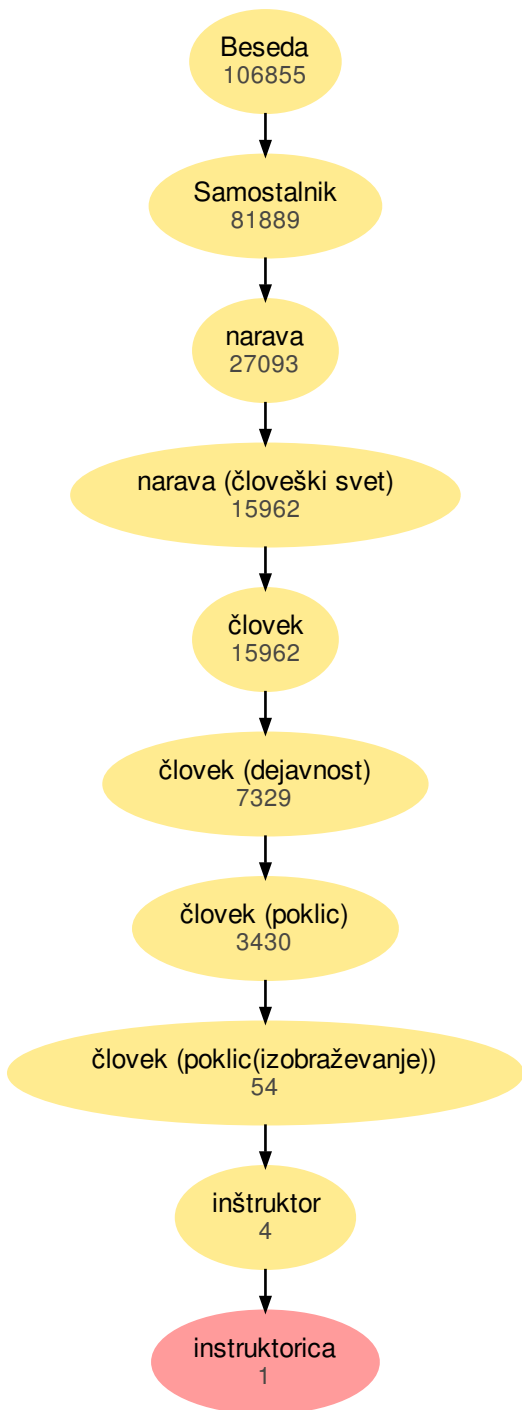 Beseda
106855
Samostalnik
81889
narava
27093
narava (človeški svet)
15962
človek
15962
človek (dejavnost)
7329
človek (poklic)
3430
človek (poklic(izobraževanje))
54
inštruktor
4
instruktorica
1